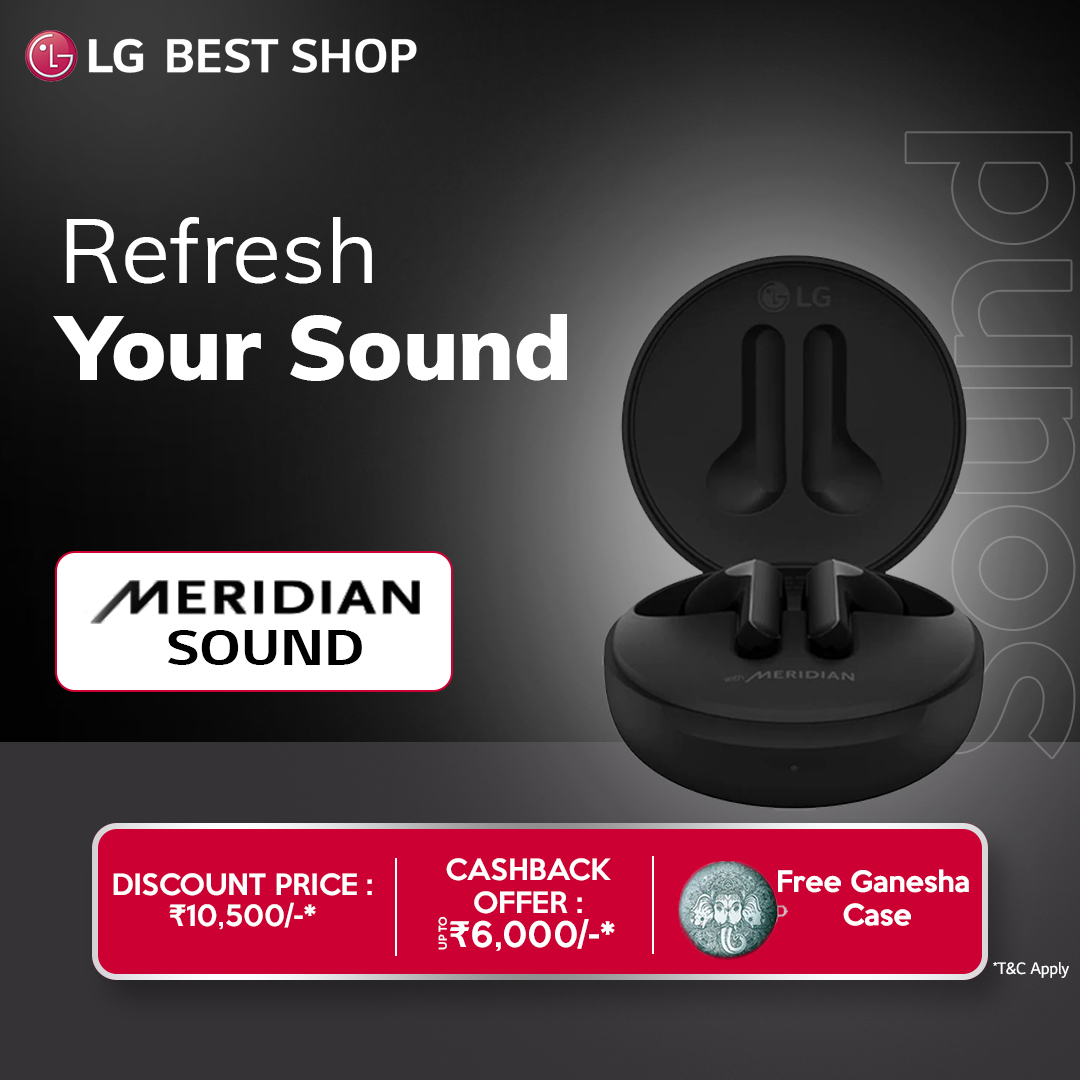 LG BEST SHOP
Refresh
Your Sound
sound
LG
MERIDIAN
SOUND
with MERIDIAN
DISCOUNT PRICE :
₹10,500/-*
CASHBACK
OFFER :
UP TO ₹6,000/-*
Free Ganesha
Case
*T&C Apply